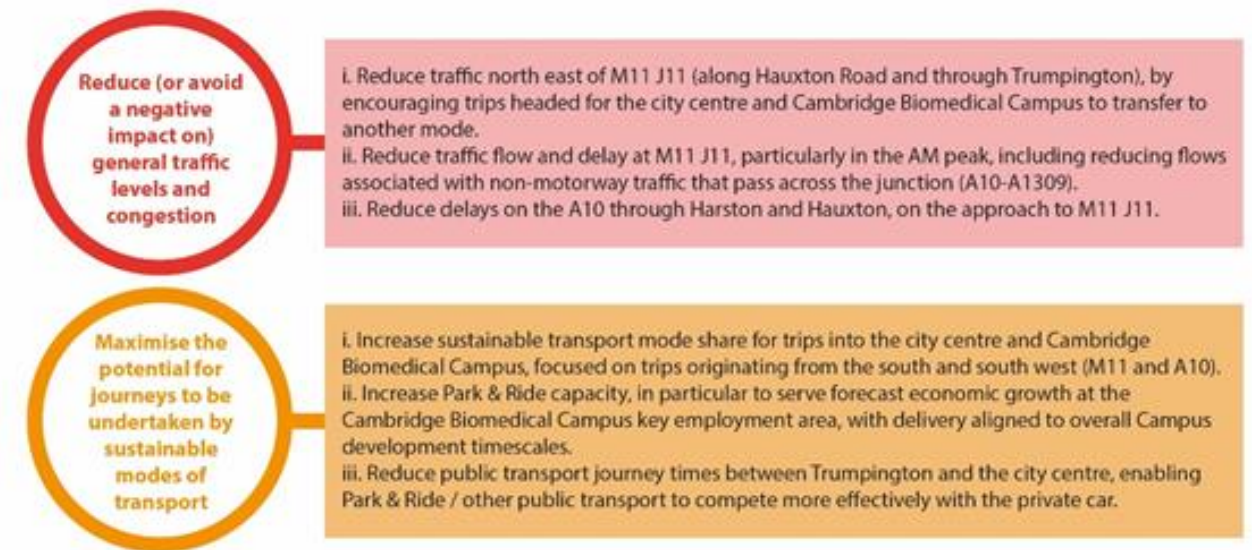 Reduce (or avoid
a negative
impact on)
general traffic
levels and
congestion
i. Reduce traffic north east of M11 J11 (along Hauxton Road and through Trumpington), by
encouraging trips headed for the city centre and Cambridge Biomedical Campus to transfer to
another mode.
ii. Reduce traffic flow and delay at M11 J11, particularly in the AM peak, including reducing flows
associated with non-motorway traffic that pass across the junction (A10-A1309).
iii. Reduce delays on the A10 through Harston and Hauxton, on the approach to M11 J11.
Maximise the
potential for
journeys to be
undertaken by
sustainable
modes of
transport
i. Increase sustainable transport mode share for trips into the city centre and Cambridge
Biomedical Campus, focused on trips originating from the south and south west (M11 and A10).
ii. Increase Park & Ride capacity, in particular to serve forecast economic growth at the
Cambridge Biomedical Campus key employment area, with delivery aligned to overall Campus
development timescales.
iii. Reduce public transport journey times between Trumpington and the city centre, enabling
Park & Ride / other public transport to compete more effectively with the private car.